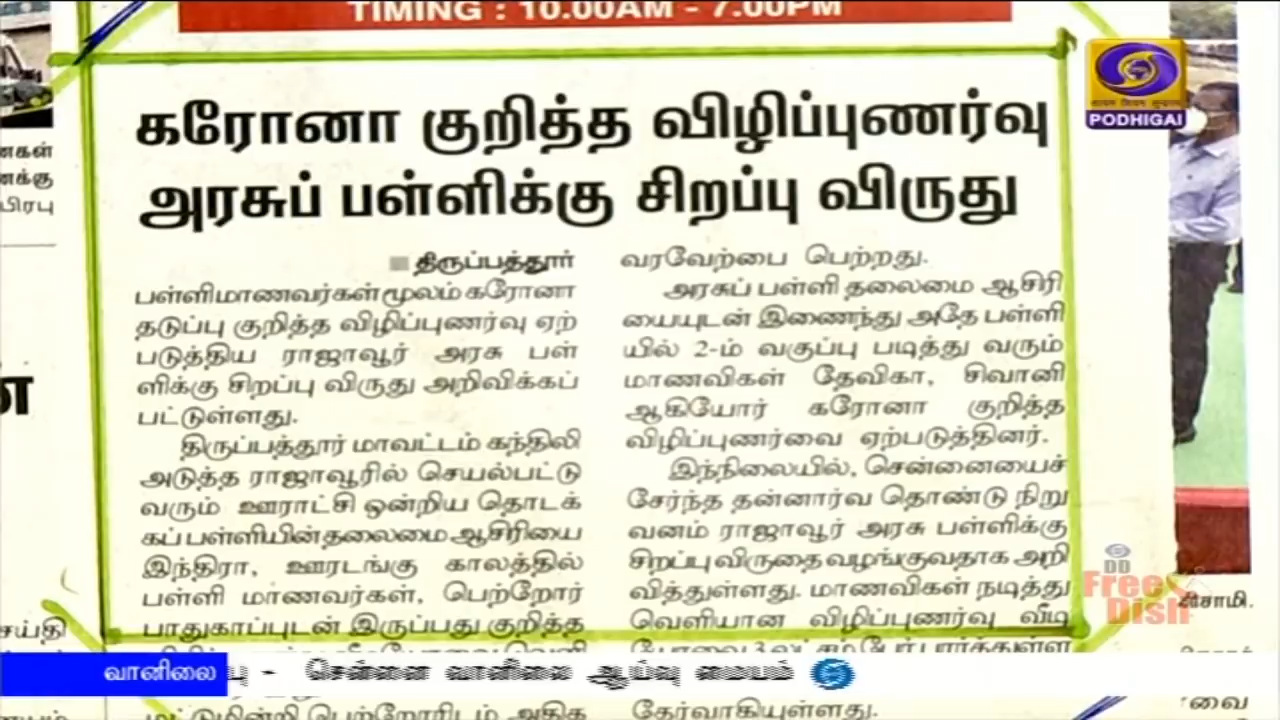 TIMING : 10.00AM - 7.00PM
PODHIGAI
கரோனா குறித்த விழிப்புணர்வு
அரசுப் பள்ளிக்கு சிறப்பு விருது
திருப்பத்தூர்
பள்ளி மாணவர்கள் மூலம் கரோனா
தடுப்பு குறித்த விழிப்புணர்வு ஏற்
படுத்திய ராஜாவூர் அரசு பள்
ளிக்கு சிறப்பு விருது அறிவிக்கப்
பட்டுள்ளது.
திருப்பத்தூர் மாவட்டம் கந்திலி
அடுத்த ராஜாவூரில் செயல்பட்டு
வரும் ஊராட்சி ஒன்றிய தொடக்
கப் பள்ளியின் தலைமை ஆசிரியை
இந்திரா, ஊரடங்கு காலத்தில்
பள்ளி மாணவர்கள், பெற்றோர்
பாதுகாப்புடன் இருப்பது குறித்த
மட்டுமின்றி பெற்றோரிடம் அதிக
வரவேற்பை பெற்றது.
அரசுப் பள்ளி தலைமை ஆசிரி
யையுடன் இணைந்து அதே பள்ளி
யில் 2-ம் வகுப்பு படித்து வரும்
மாணவிகள் தேவிகா, சிவானி
ஆகியோர் கரோனா குறித்த
விழிப்புணர்வை ஏற்படுத்தினர்.
இந்நிலையில், சென்னையைச்
சேர்ந்த தன்னார்வ தொண்டு நிறு
வனம் ராஜாவூர் அரசு பள்ளிக்கு
சிறப்பு விருதை வழங்குவதாக அறி
வித்துள்ளது. மாணவிகள் நடித்து
வெளியான விழிப்புணர்வு வீடி
தேர்வாகியுள்ளது.
DD
Free
Dish
வானிலை
பு - சென்னை வானிலை ஆய்வு மையம்